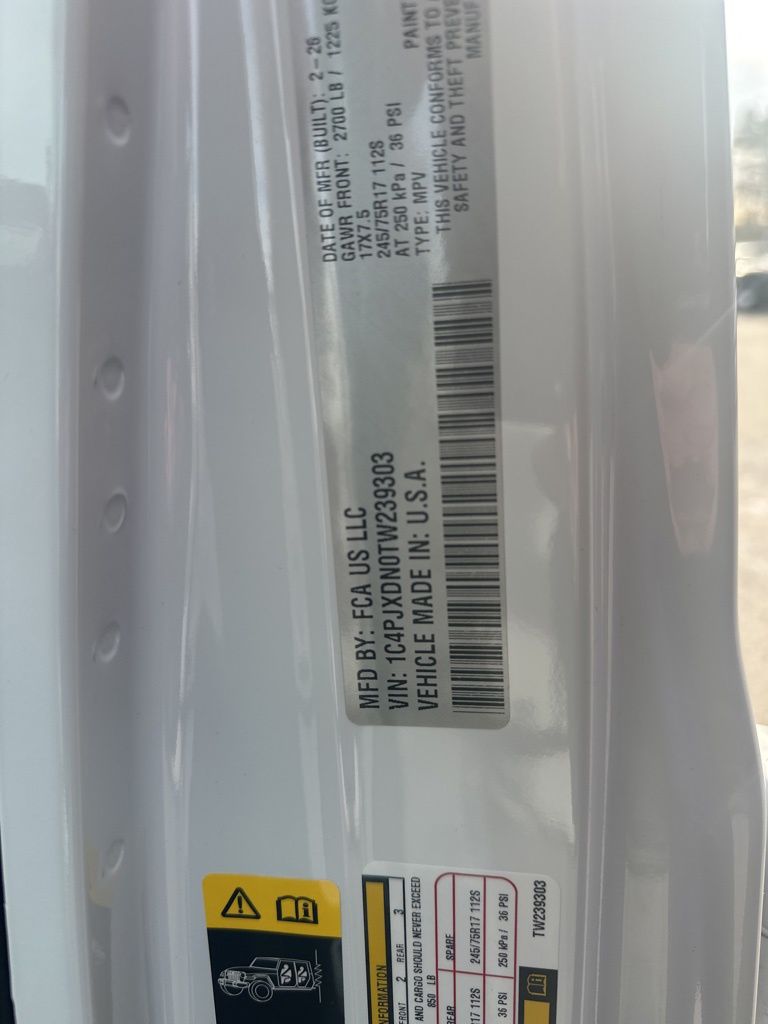 MFD BY: FCA US LLC
VIN: 1C4PJXDN0TW239303
VEHICLE MADE IN: U.S.A.
DATE OF MFR (BUILT): 2-26
GAWR FRONT: 2700 LB / 1225 KG
17X7.5
245/75R17 112S
AT 250 kPa / 36 PSI
TYPE: MPV PAINT
THIS VEHICLE CONFORMS TO
SAFETY AND THEFT PREVE
MANUF
FORMATION
FRONT 2 REAR 3
AND CARGO SHOULD NEVER EXCEED
850 LB
REAR SPARE
R17 112S 245/75R17 112S
36 PSI 250 kPa / 36 PSI
TW239303